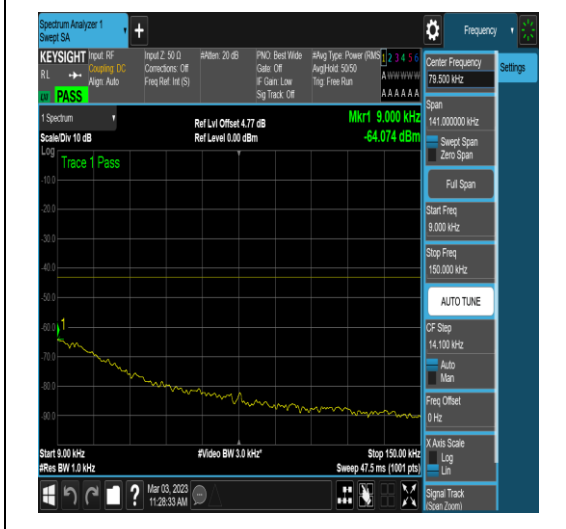 Spectrum Analyzer 1
Swept SA
+
Frequency
KEYSIGHT
RL
PASS
Input: RF
Coupling: DC
Align: Auto
Input Z: 50 Ω
Corrections: Off
Freq Ref: Int (S)
#Atten: 20 dB
PNO: Best Wide
Gate: Off
IF Gain: Low
Sig Track: Off
#Avg Type: Power (RMS
Avg|Hold: 50/50
Trig: Free Run
1 2 3 4 5 6
A W W W W W
A A A A A A
Settings
Center Frequency
79.500 kHz
Span
141.000000 kHz
Swept Span
Zero Span
Full Span
Start Freq
9.000 kHz
Stop Freq
150.000 kHz
AUTO TUNE
CF Step
14.100 kHz
Auto
Man
Freq Offset
0 Hz
X Axis Scale
Log
Lin
Signal Track
(Span Zoom)
1 Spectrum
Scale/Div 10 dB
Ref Lvl Offset 4.77 dB
Ref Level 0.00 dBm
Mkr1 9.000 kHz
-64.074 dBm
Log
Trace 1 Pass
-10.0
-20.0
-30.0
-40.0
-50.0
-60.0
1
-70.0
-80.0
-90.0
Start 9.00 kHz
#Res BW 1.0 kHz
#Video BW 3.0 kHz*
Stop 150.00 kHz
Sweep 47.5 ms (1001 pts)
?
Mar 03, 2023
11:28:33 AM